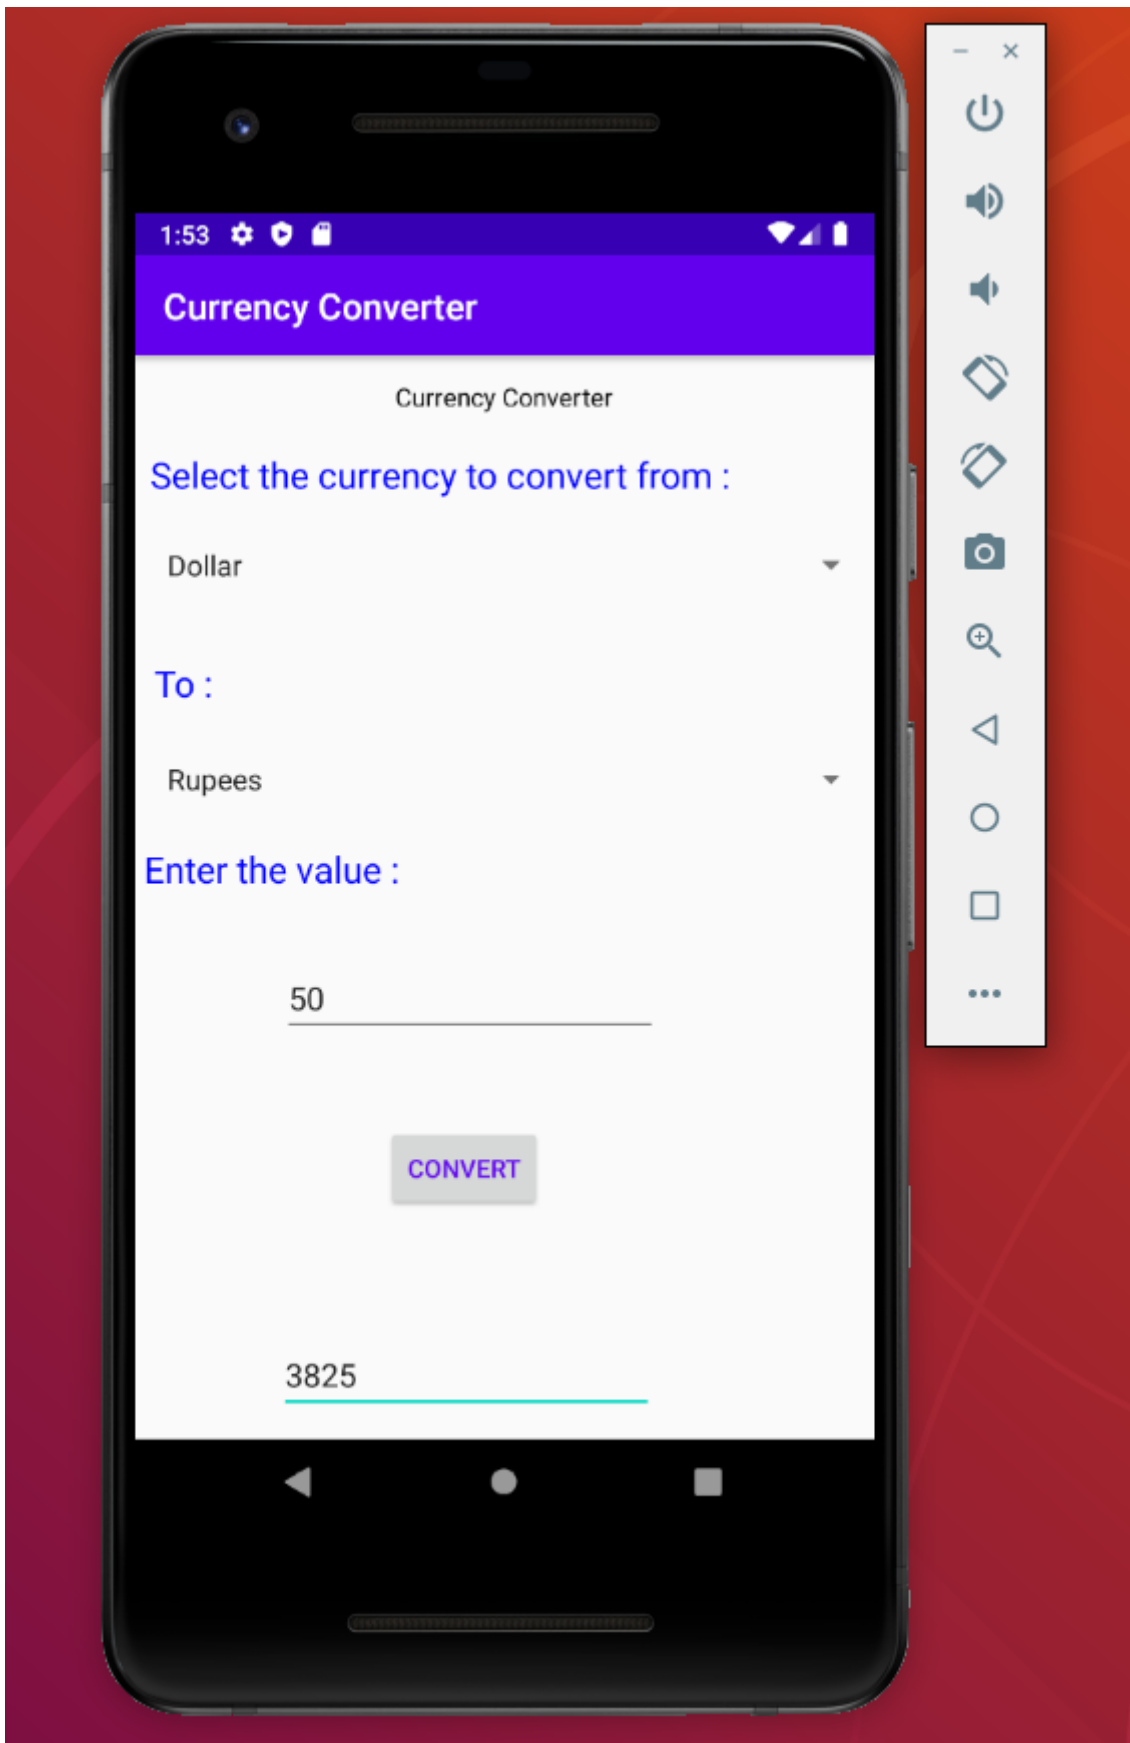 1:53
Currency Converter
Currency Converter
Select the currency to convert from :
Dollar
To :
Rupees
Enter the value :
50
CONVERT
3825